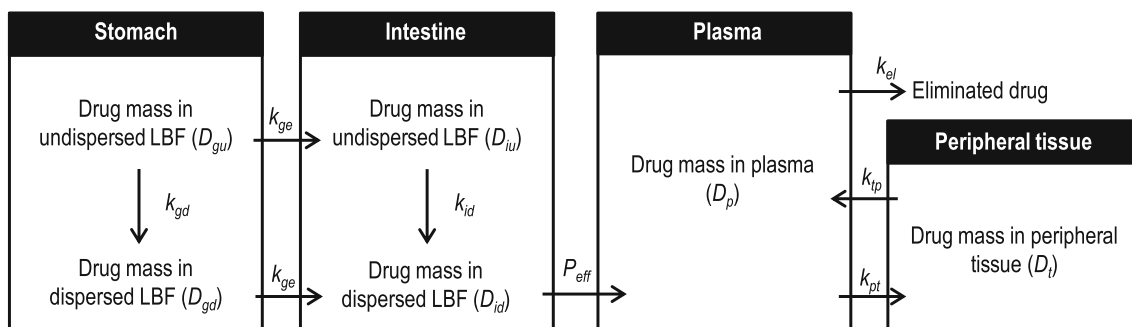 Stomach
Drug mass in
undispersed LBF (Dgu)
kgd
Drug mass in
dispersed LBF (Dgd)
kge
kge
Intestine
Drug mass in
undispersed LBF (Diu)
kid
Drug mass in
dispersed LBF (Did)
Peff
Plasma
Drug mass in plasma
(Dp)
kel
Eliminated drug
ktp
kpt
Peripheral tissue
Drug mass in peripheral
tissue (Dt)